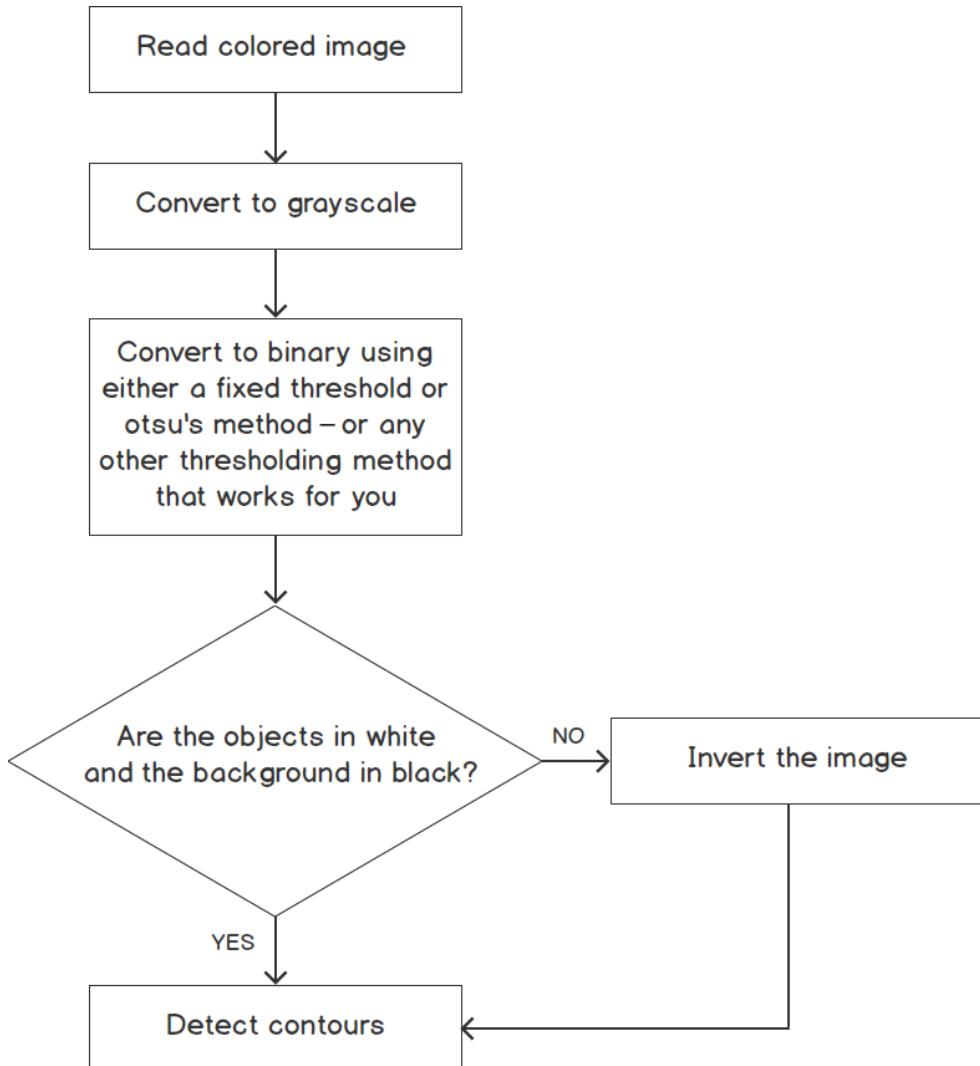 Read colored image
Convert to grayscale
Convert to binary using
either a fixed threshold or
otsu's method – or any
other thresholding method
that works for you
Are the objects in white
and the background in black?
NO
Invert the image
YES
Detect contours